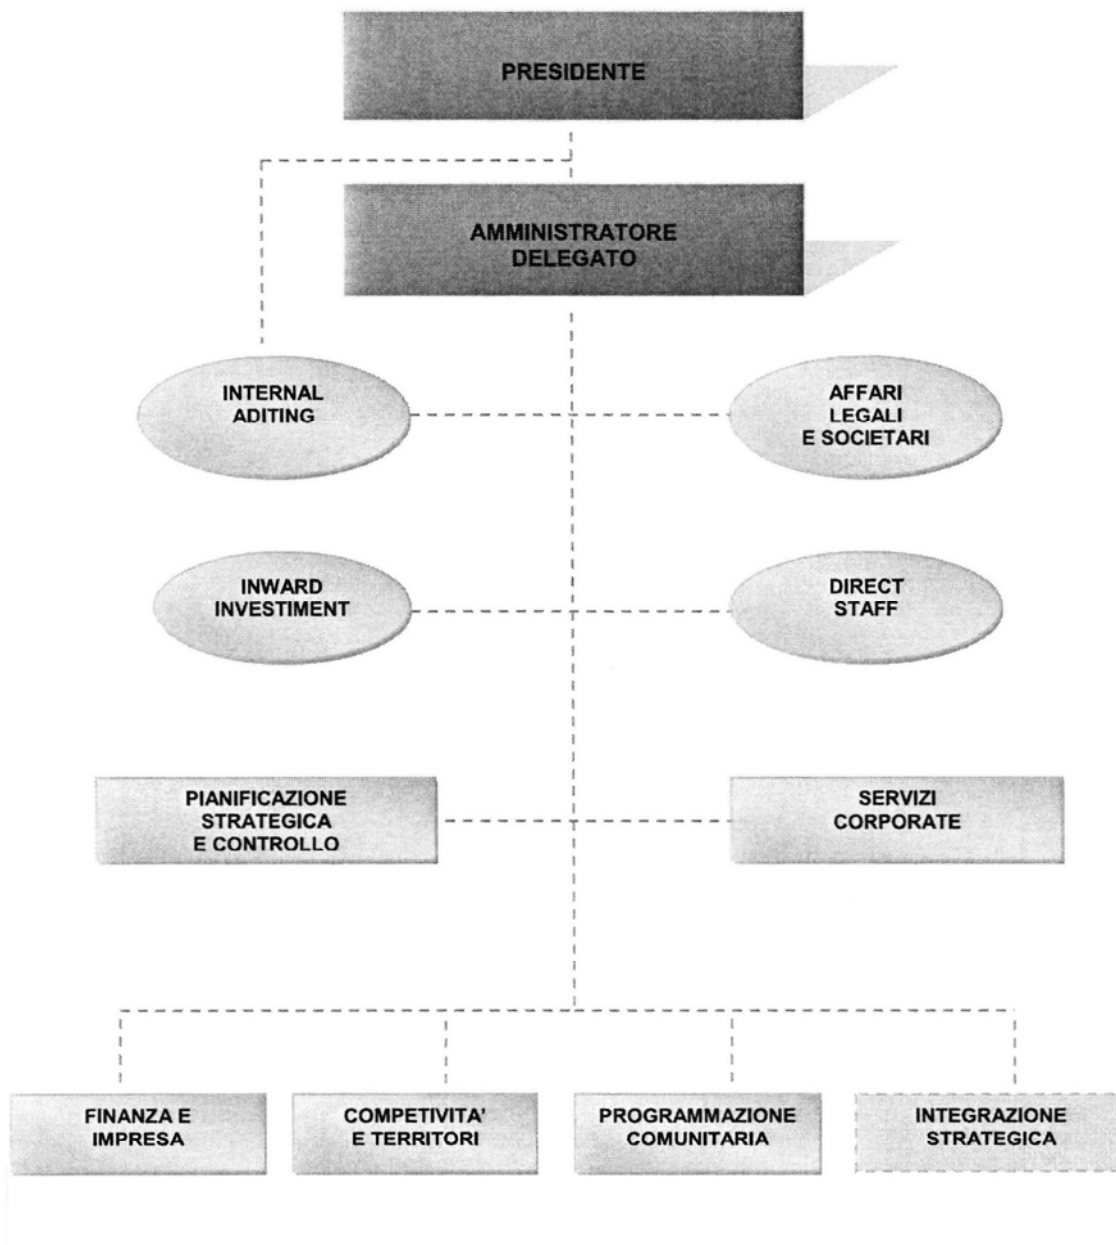 PRESIDENTE
AMMINISTRATORE
DELEGATO
INTERNAL
ADITING
AFFARI
LEGALI
E SOCIETARI
INWARD
INVESTIMENT
DIRECT
STAFF
PIANIFICAZIONE
STRATEGICA
E CONTROLLO
SERVIZI
CORPORATE
FINANZA E
IMPRESA
COMPETIVITA'
E TERRITORI
PROGRAMMAZIONE
COMUNITARIA
INTEGRAZIONE
STRATEGICA